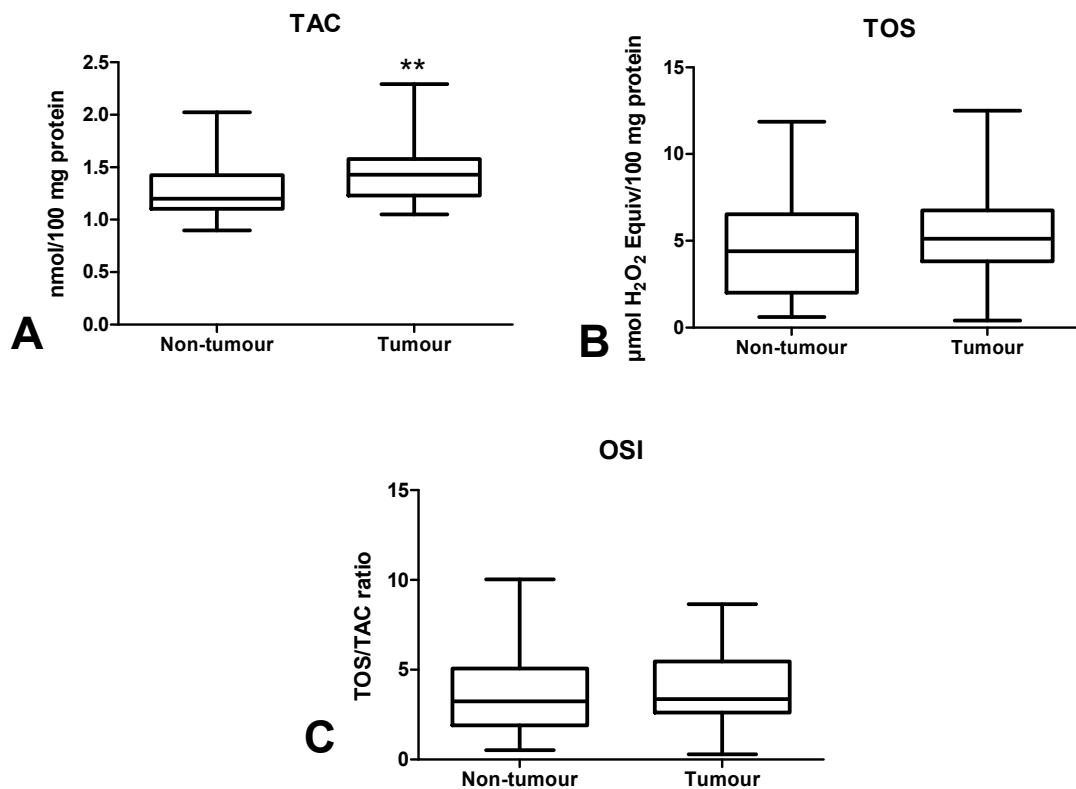 TAC
nmol/100 mg protein
2.5
**
2.0
1.5
1.0
0.5
0.0
Non-tumour
Tumour
A
TOS
µmol H₂O₂ Equiv/100 mg protein
15
10
5
0
Non-tumour
Tumour
B
OSI
TOS/TAC ratio
15
10
5
0
Non-tumour
Tumour
C